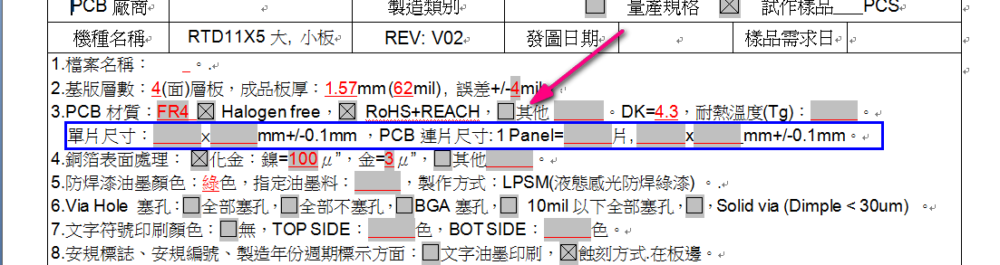 PCB 廠商 製造類別 ☐ 量產規格 ☒ 試作樣品___PCS
機種名稱 RTD11X5 大, 小板 REV: V02 發圖日期 樣品需求日
1.檔案名稱: _。
2.基版層數:4(面)層板,成品板厚:1.57mm(62mil), 誤差+/-4mil。
3.PCB 材質:FR4 ☒ Halogen free,☒ RoHS+REACH,☐其他 。DK=4.3,耐熱溫度(Tg): 。
單片尺寸: x mm+/-0.1mm ,PCB 連片尺寸:1 Panel= 片, x mm+/-0.1mm。
4.銅箔表面處理: ☒化金:鎳=100μ”,金=3μ”,☐其他 。
5.防焊漆油墨顏色:綠色,指定油墨料: ,製作方式:LPSM(液態感光防焊綠漆) 。
6.Via Hole 塞孔:☐全部塞孔,☐全部不塞孔,☐BGA 塞孔,☐ 10mil 以下全部塞孔,☐,Solid via (Dimple < 30um) 。
7.文字符號印刷顏色:☐無,TOP SIDE: 色,BOT SIDE: 色。
8.安規標誌、安規編號、製造年份週期標示方面:☐文字油墨印刷,☒蝕刻方式.在板邊。